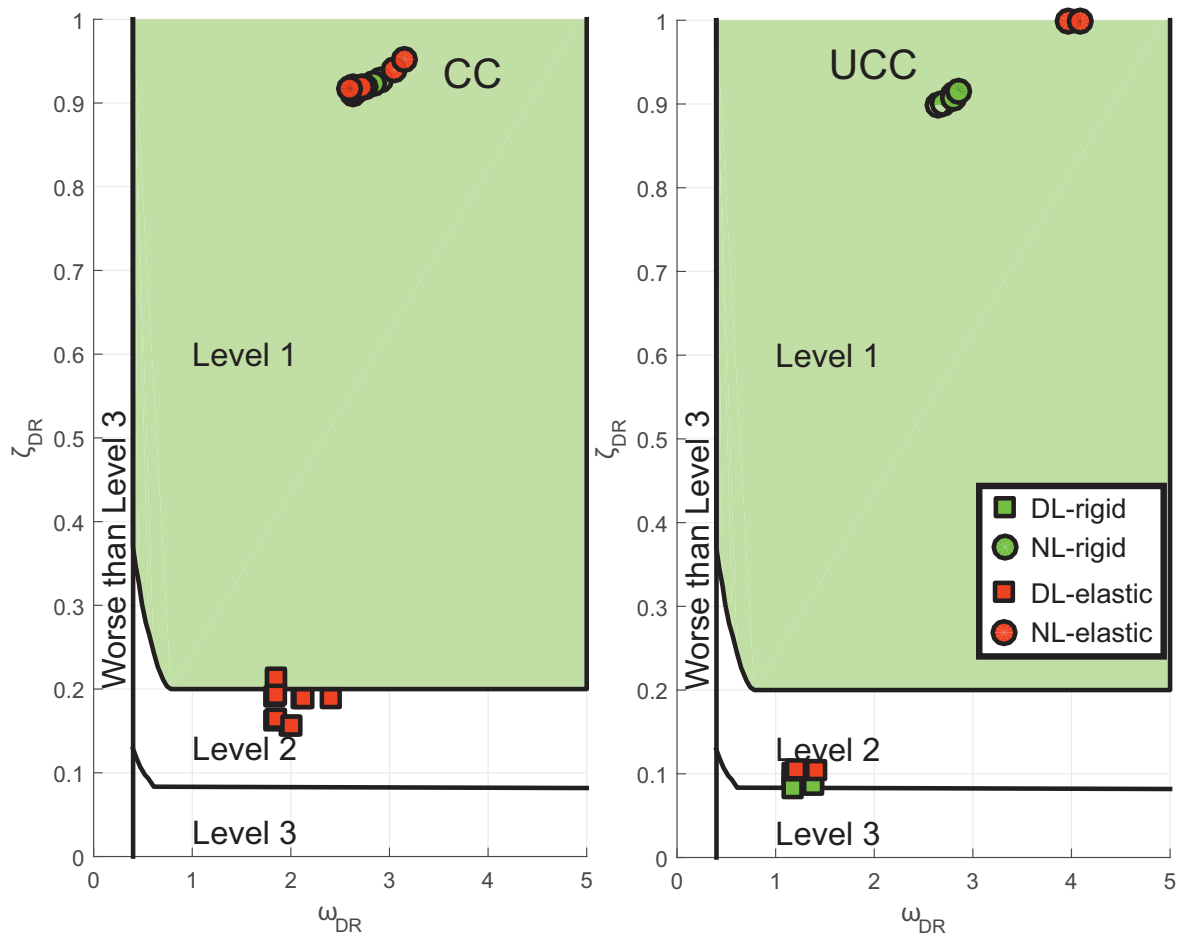 1
0.9
0.8
0.7
0.6
0.5
0.4
0.3
0.2
0.1
0
ζDR
0
1
2
3
4
5
ωDR
CC
Level 1
Worse than Level 3
Level 2
Level 3
1
0.9
0.8
0.7
0.6
0.5
0.4
0.3
0.2
0.1
0
ζDR
0
1
2
3
4
5
ωDR
UCC
Level 1
Worse than Level 3
DL-rigid
NL-rigid
DL-elastic
NL-elastic
Level 2
Level 3